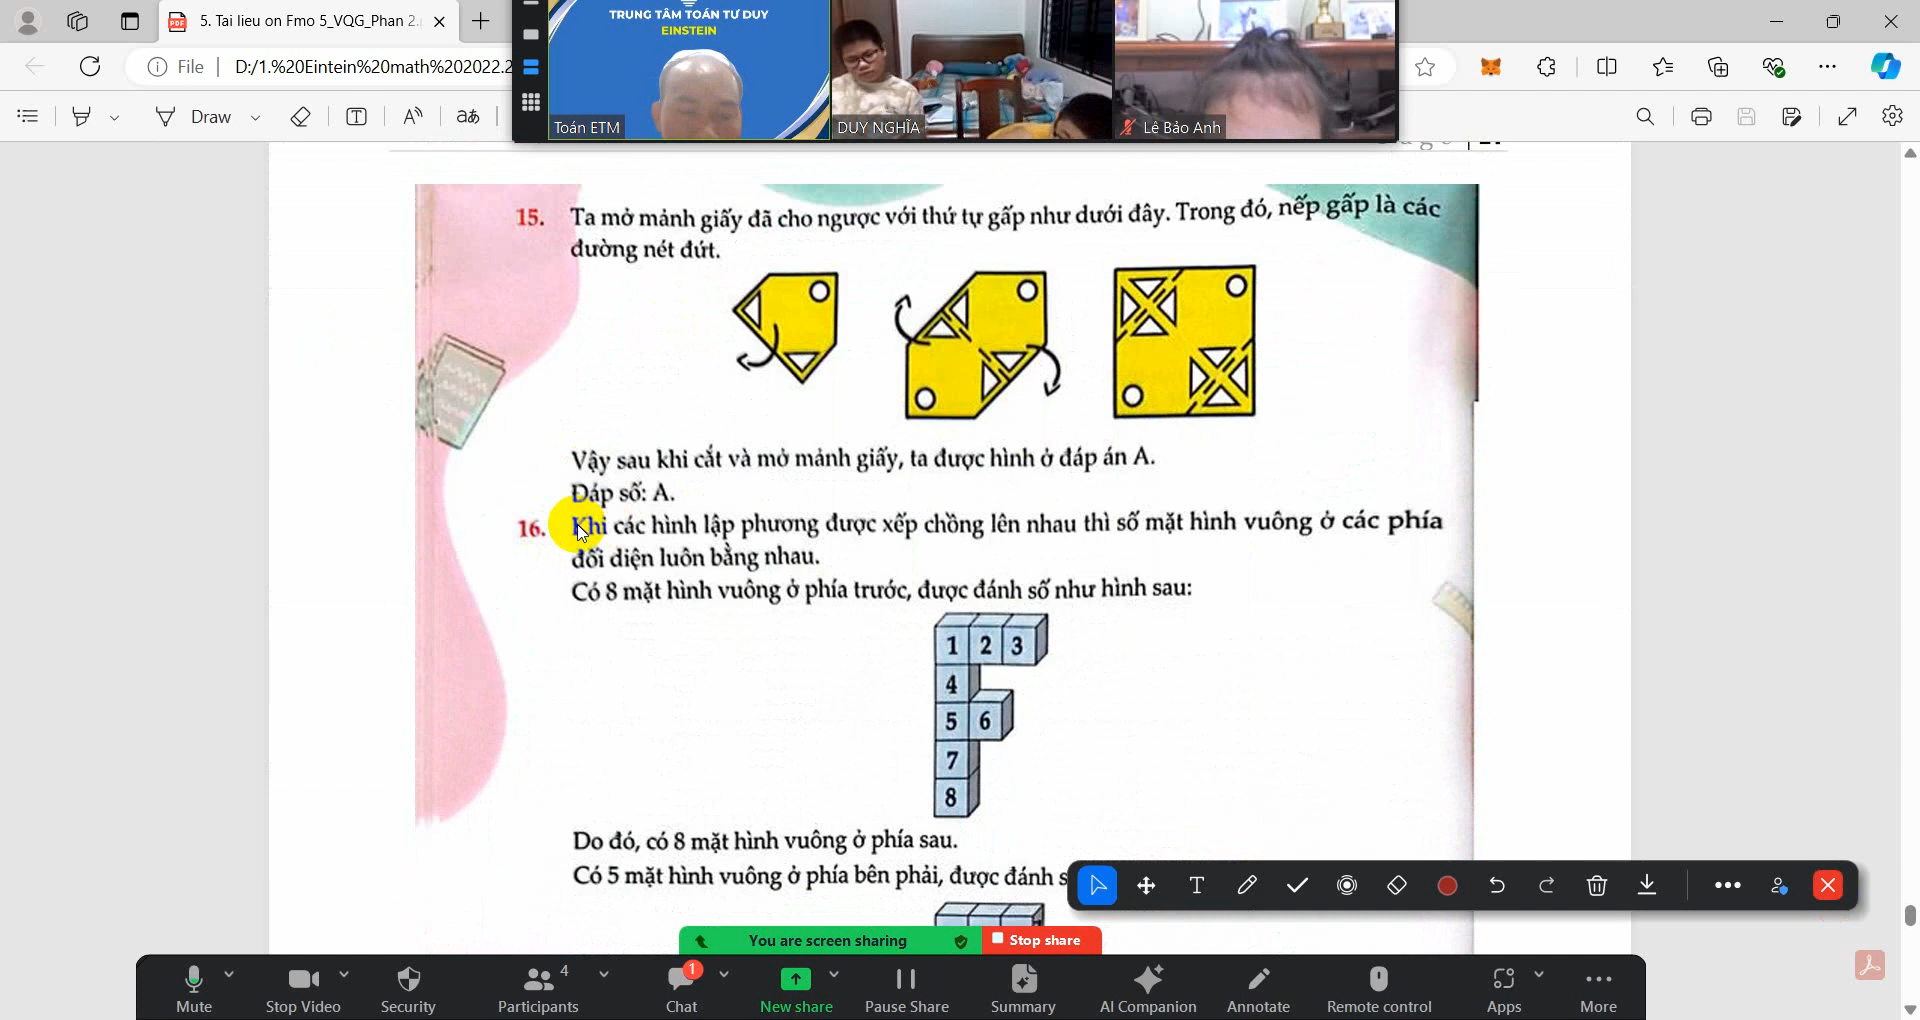 5. Tai lieu on Fmo 5_VQG_Phan 2.
File
D:/1.%20Eintein%20math%202022.2
Draw
TRUNG TÂM TOÁN TƯ DUY
EINSTEIN
Toán ETM
DUY NGHĨA
Lê Bảo Anh
15. Ta mở mảnh giấy đã cho ngược với thứ tự gấp như dưới đây. Trong đó, nếp gấp là các
đường nét đứt.
Vậy sau khi cắt và mở mảnh giấy, ta được hình ở đáp án A.
Đáp số: A.
16. Khi các hình lập phương được xếp chồng lên nhau thì số mặt hình vuông ở các phía
đối diện luôn bằng nhau.
Có 8 mặt hình vuông ở phía trước, được đánh số như hình sau:
1 2 3
4
5 6
7
8
Do đó, có 8 mặt hình vuông ở phía sau.
Có 5 mặt hình vuông ở phía bên phải, được đánh s
You are screen sharing
Stop share
Mute
Stop Video
Security
4
Participants
1
Chat
New share
Pause Share
Summary
AI Companion
Annotate
Remote control
Apps
More